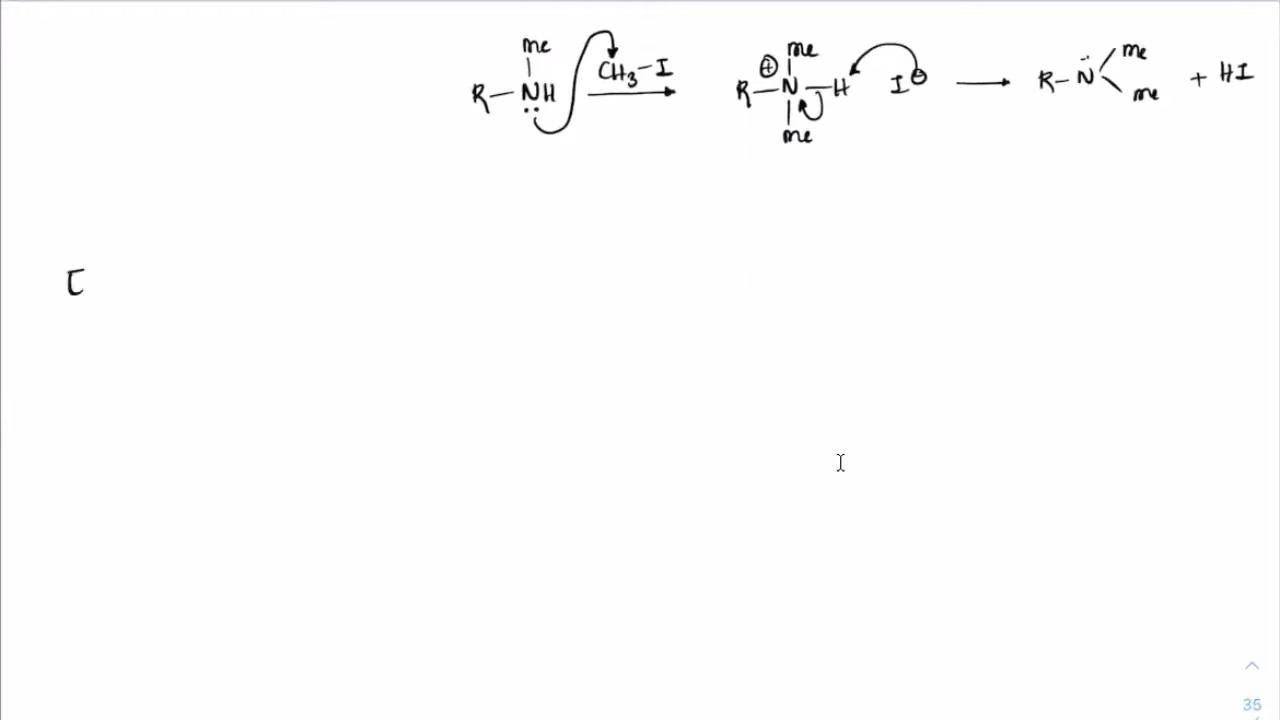 me me me
R—NH CH₃—I → R—N—H I⊖ → R—N me + HI
⊕ me
[
35